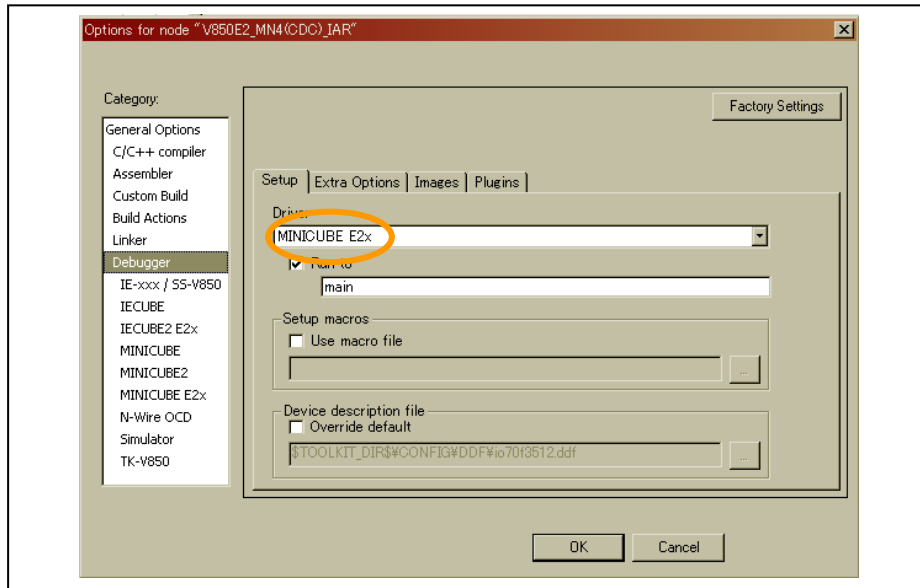 Options for node "V850E2_MN4(CDC)_IAR"
Category:
Factory Settings
General Options
C/C++ compiler
Assembler
Custom Build
Build Actions
Linker
Debugger
IE-xxx / SS-V850
IECUBE
IECUBE2 E2x
MINICUBE
MINICUBE2
MINICUBE E2x
N-Wire OCD
Simulator
TK-V850
Setup
Extra Options
Images
Plugins
Driver
MINICUBE E2x
Run to
main
Setup macros
Use macro file
...
Device description file
Override default
$TOOLKIT_DIR$¥CONFIG¥DDF¥io70f3512.ddf
...
OK
Cancel